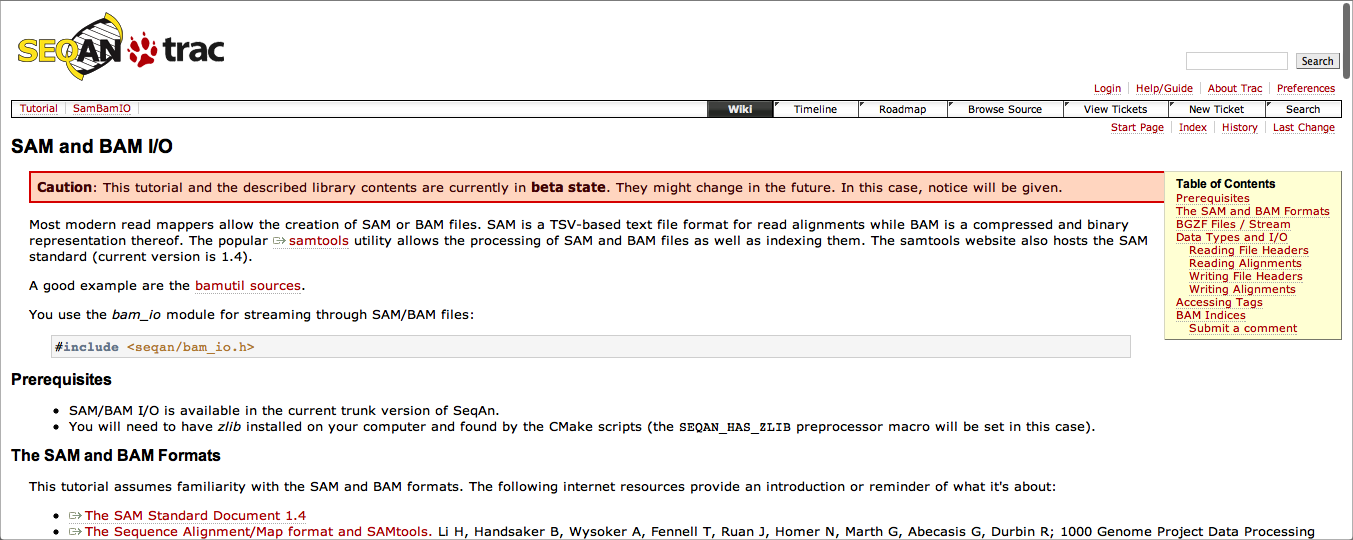 SEQAN trac
Search
Login Help/Guide About Trac Preferences
Tutorial SamBamIO Wiki Timeline Roadmap Browse Source View Tickets New Ticket Search
Start Page Index History Last Change
SAM and BAM I/O
Caution: This tutorial and the described library contents are currently in beta state. They might change in the future. In this case, notice will be given.
Most modern read mappers allow the creation of SAM or BAM files. SAM is a TSV-based text file format for read alignments while BAM is a compressed and binary
representation thereof. The popular samtools utility allows the processing of SAM and BAM files as well as indexing them. The samtools website also hosts the SAM
standard (current version is 1.4).
A good example are the bamutil sources.
You use the bam_io module for streaming through SAM/BAM files:
#include <seqan/bam_io.h>
Table of Contents
Prerequisites
The SAM and BAM Formats
BGZF Files / Stream
Data Types and I/O
Reading File Headers
Reading Alignments
Writing File Headers
Writing Alignments
Accessing Tags
BAM Indices
Submit a comment
Prerequisites
SAM/BAM I/O is available in the current trunk version of SeqAn.
You will need to have zlib installed on your computer and found by the CMake scripts (the SEQAN_HAS_ZLIB preprocessor macro will be set in this case).
The SAM and BAM Formats
This tutorial assumes familiarity with the SAM and BAM formats. The following internet resources provide an introduction or reminder of what it's about:
The SAM Standard Document 1.4
The Sequence Alignment/Map format and SAMtools. Li H, Handsaker B, Wysoker A, Fennell T, Ruan J, Homer N, Marth G, Abecasis G, Durbin R; 1000 Genome Project Data Processing